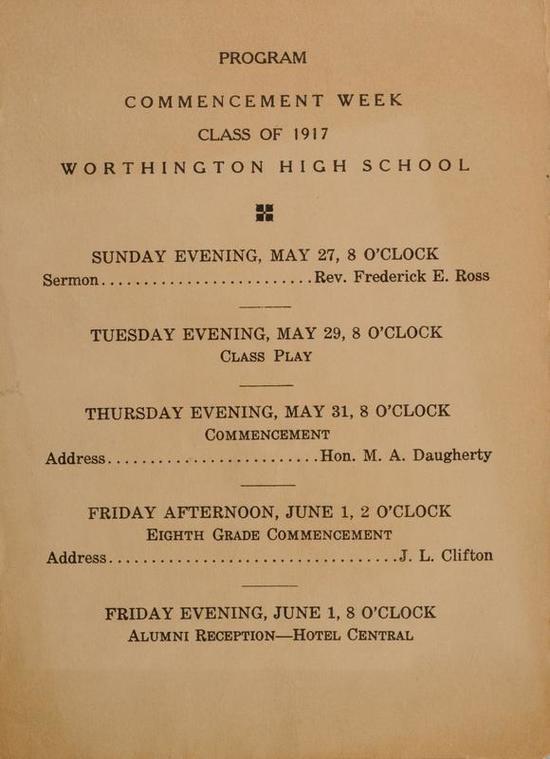 PROGRAM
COMMENCEMENT WEEK
CLASS OF 1917
WORTHINGTON HIGH SCHOOL
SUNDAY EVENING, MAY 27, 8 O'CLOCK
Sermon.........................Rev. Frederick E. Ross
TUESDAY EVENING, MAY 29, 8 O'CLOCK
CLASS PLAY
THURSDAY EVENING, MAY 31, 8 O'CLOCK
COMMENCEMENT
Address.........................Hon. M. A. Daugherty
FRIDAY AFTERNOON, JUNE 1, 2 O'CLOCK
EIGHTH GRADE COMMENCEMENT
Address..................................J. L. Clifton
FRIDAY EVENING, JUNE 1, 8 O'CLOCK
ALUMNI RECEPTION—HOTEL CENTRAL